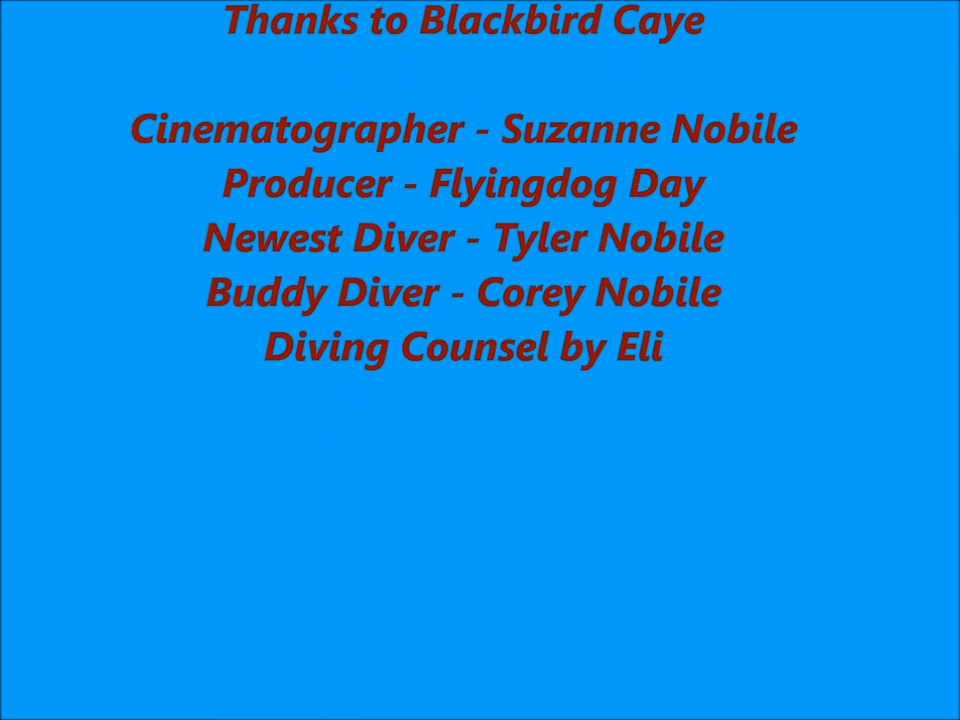 Thanks to Blackbird Caye
Cinematographer - Suzanne Nobile
Producer - Flyingdog Day
Newest Diver - Tyler Nobile
Buddy Diver - Corey Nobile
Diving Counsel by Eli